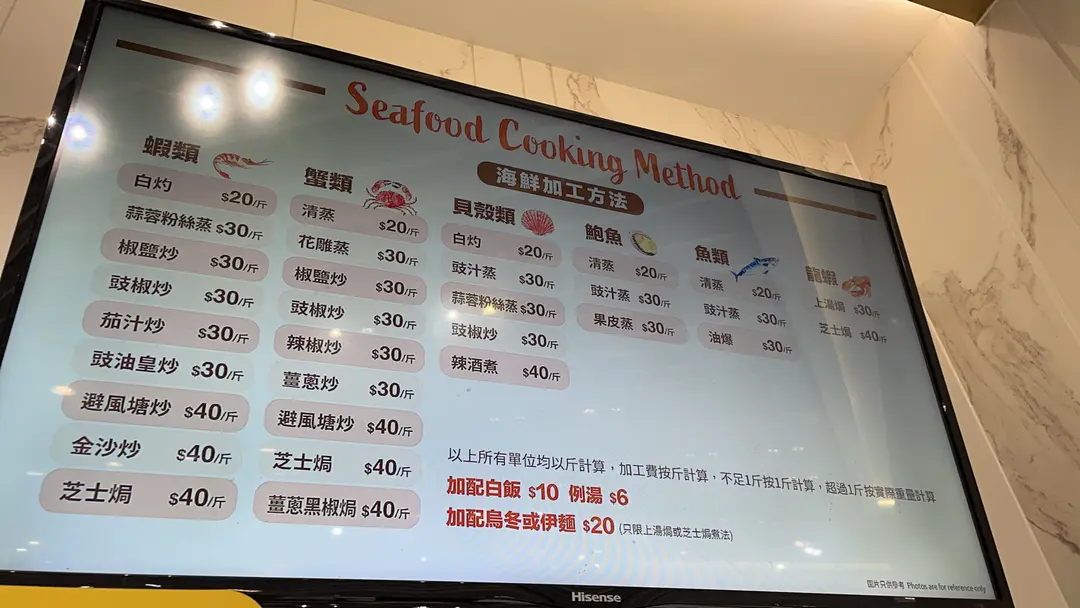 Seafood Cooking Method
海鮮加工方法
蝦類
白灼 $20/斤
蒜蓉粉絲蒸 $30/斤
椒鹽炒 $30/斤
豉椒炒 $30/斤
茄汁炒 $30/斤
豉油皇炒 $30/斤
避風塘炒 $40/斤
金沙炒 $40/斤
芝士焗 $40/斤
蟹類
清蒸 $20/斤
花雕蒸 $30/斤
椒鹽炒 $30/斤
豉椒炒 $30/斤
辣椒炒 $30/斤
薑蔥炒 $30/斤
避風塘炒 $40/斤
芝士焗 $40/斤
薑蔥黑椒焗 $40/斤
貝殼類
白灼 $20/斤
豉汁蒸 $30/斤
蒜蓉粉絲蒸 $30/斤
豉椒炒 $30/斤
辣酒煮 $40/斤
鮑魚
清蒸 $20/斤
豉汁蒸 $30/斤
果皮蒸 $30/斤
魚類
清蒸 $20/斤
豉汁蒸 $30/斤
油爆 $30/斤
龍蝦
上湯焗 $30/斤
芝士焗 $40/斤
以上所有單位均以斤計算，加工費按斤計算，不足1斤按1斤計算，超過1斤按實際重量計算
加配白飯 $10 例湯 $6
加配烏冬或伊麵 $20 (只限上湯焗或芝士焗煮法)
圖片只供參考 Photos are for reference only
Hisense